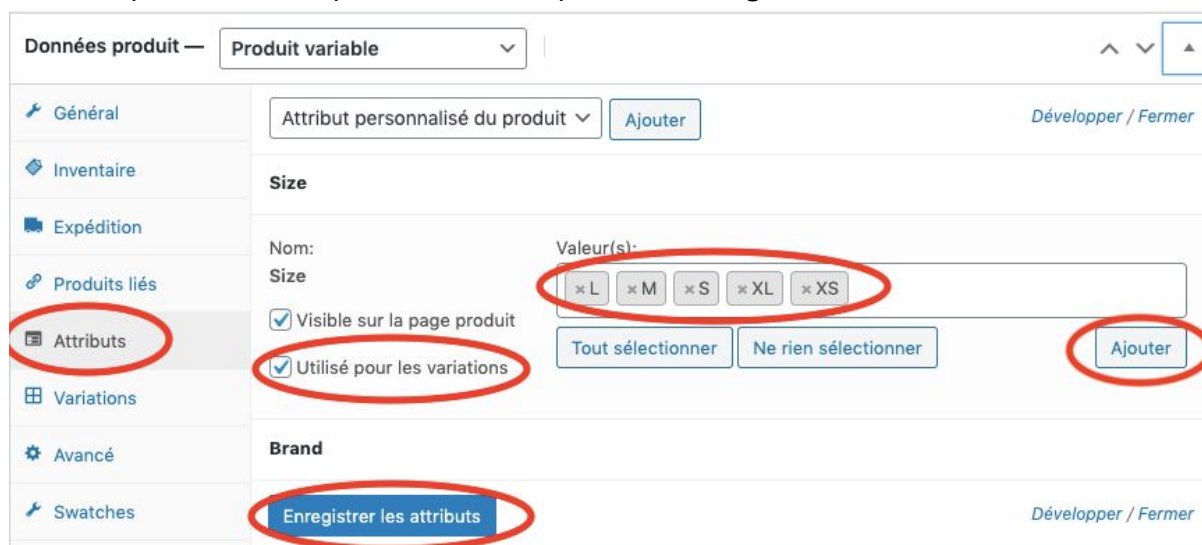 Données produit — Produit variable
Général
Attribut personnalisé du produit Ajouter Développer / Fermer
Inventaire
Size
Expédition
Nom: Valeur(s):
Size
× L × M × S × XL × XS
Produits liés
Visible sur la page produit
Attributs
Tout sélectionner Ne rien sélectionner Ajouter
Utilisé pour les variations
Variations
Brand
Avancé
Swatches
Enregistrer les attributs Développer / Fermer